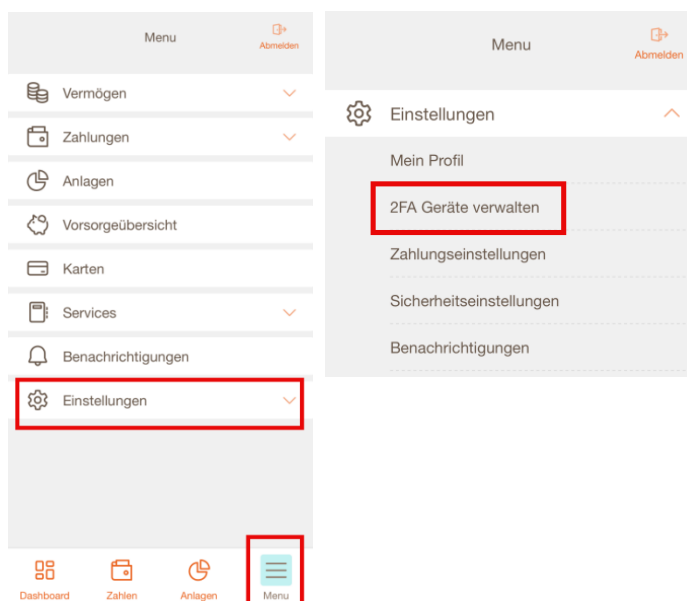 Menu
Abmelden
Vermögen
Zahlungen
Anlagen
Vorsorgeübersicht
Karten
Services
Benachrichtigungen
Einstellungen
Dashboard
Zahlen
Anlagen
Menu
Menu
Abmelden
Einstellungen
Mein Profil
2FA Geräte verwalten
Zahlungseinstellungen
Sicherheitseinstellungen
Benachrichtigungen